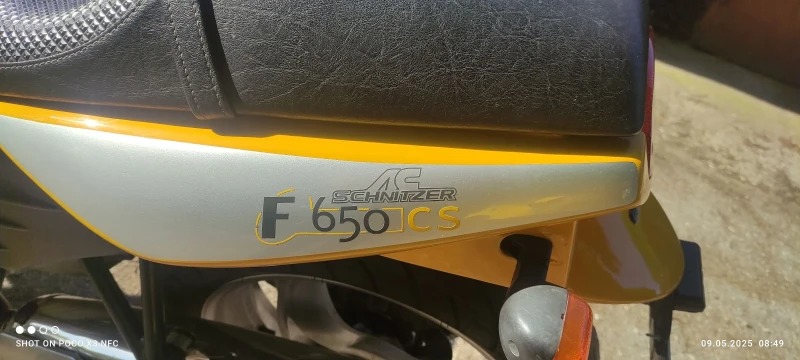 AC
SCHNITZER
F 650 CS
SHOT ON POCO X3 NFC
09.05.2025 08:49